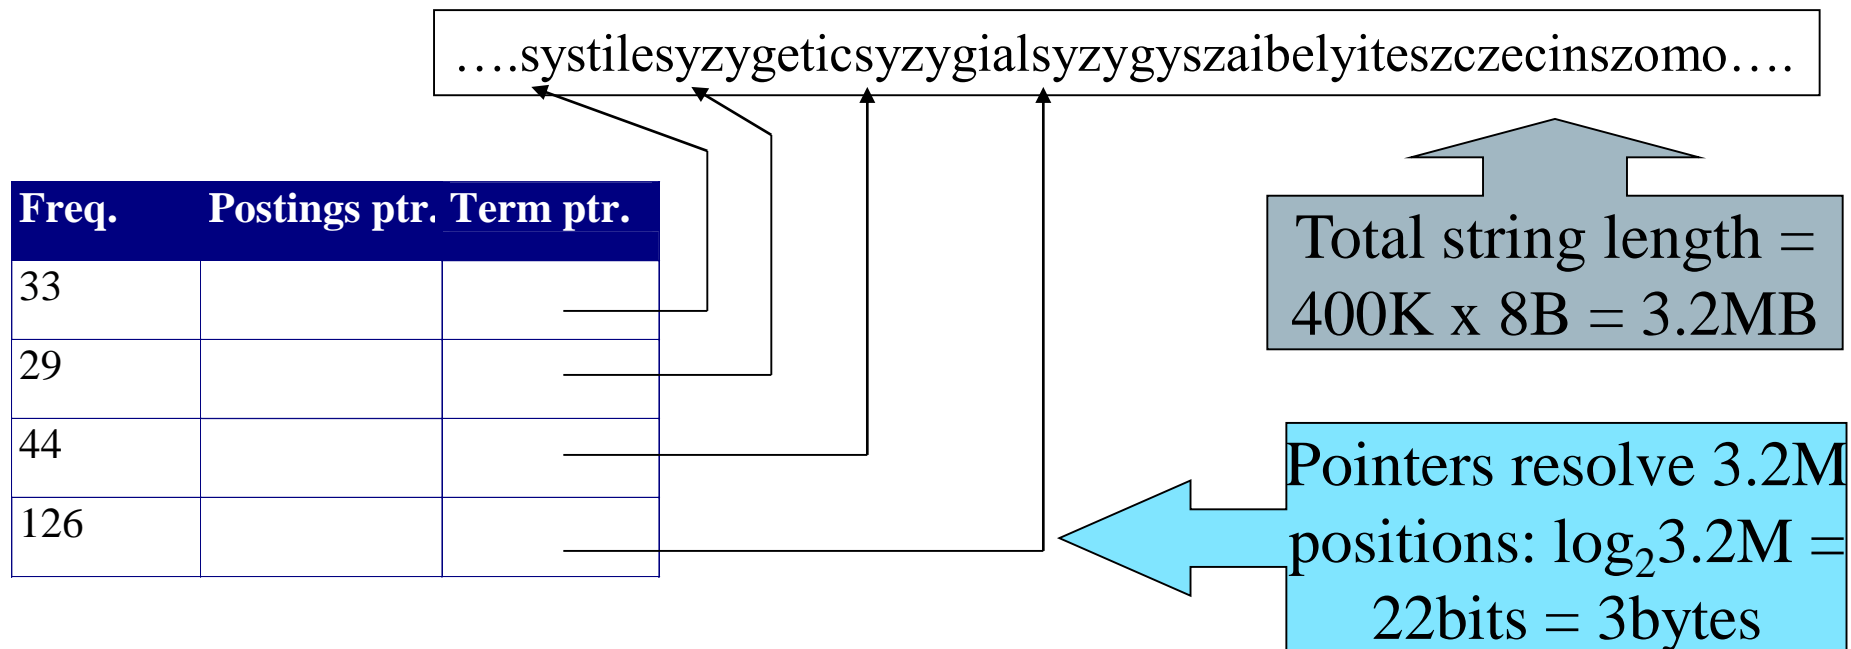 ….systilesyzygeticsyzygialsyzygyszaibelyiteszczecinszomo….
Freq. Postings ptr. Term ptr.
33
29
44
126
Total string length =
400K x 8B = 3.2MB
Pointers resolve 3.2M
positions: log₂3.2M =
22bits = 3bytes